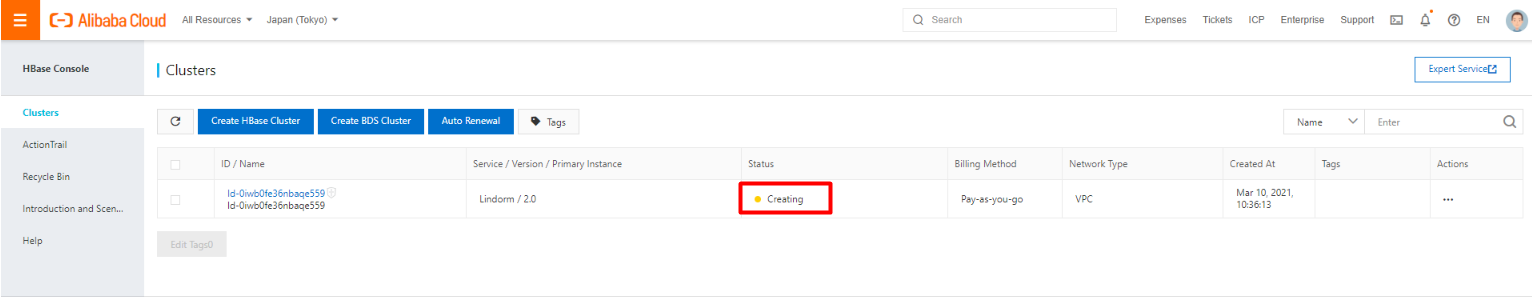 Alibaba Cloud All Resources Japan (Tokyo) Search Expenses Tickets ICP Enterprise Support EN
HBase Console
Clusters
Expert Service
Clusters
ActionTrail
Recycle Bin
Introduction and Scen...
Help
Create HBase Cluster Create BDS Cluster Auto Renewal Tags Name Enter
ID / Name Service / Version / Primary Instance Status Billing Method Network Type Created At Tags Actions
ld-0iwb0fe36nbaqe559
ld-0iwb0fe36nbaqe559
Lindorm / 2.0
Creating
Pay-as-you-go
VPC
Mar 10, 2021,
10:36:13
Edit Tags0